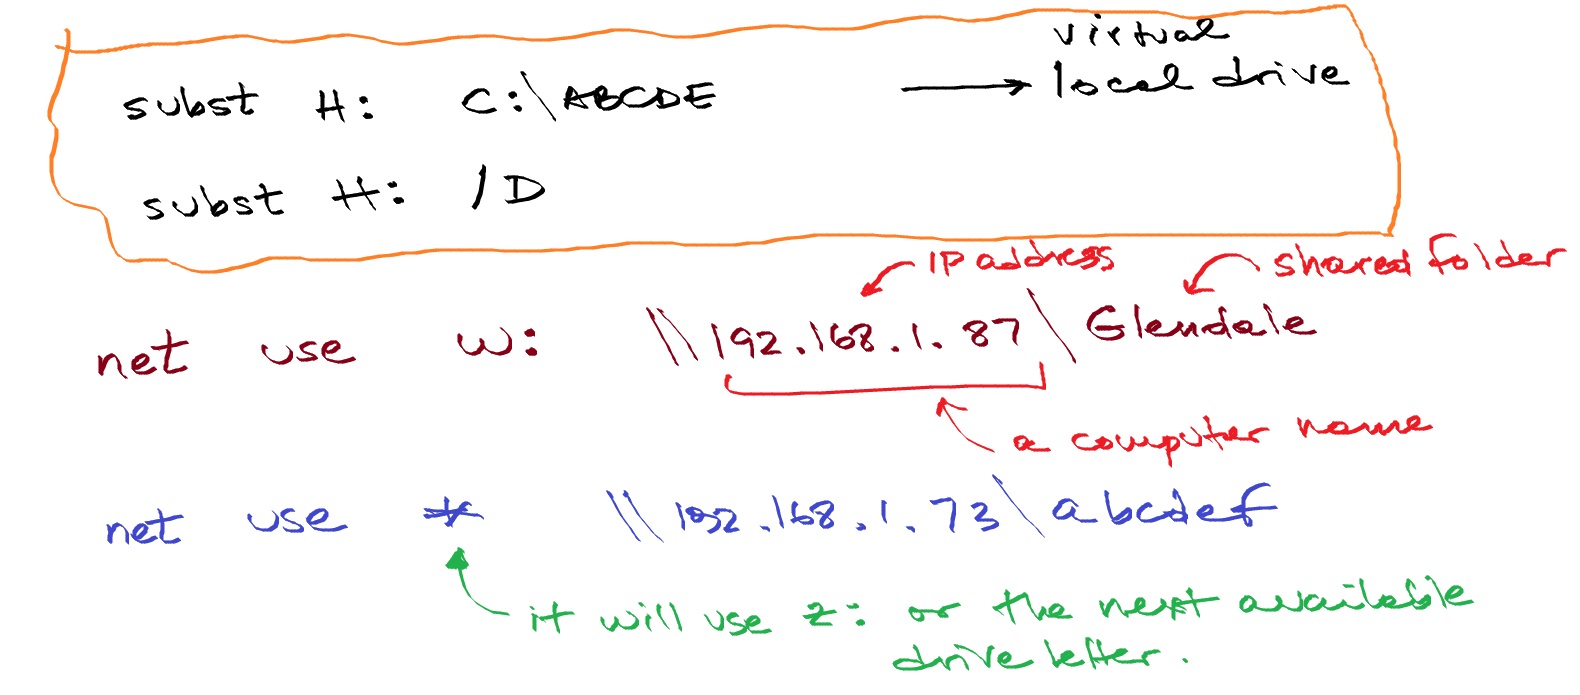 virtual
subst H: C:\ABCDE → local drive
subst H: /D
IP address shared folder
net use w: \\192.168.1.87\Glendale
a computer name
net use * \\192.168.1.73\abcdef
it will use z: or the next available
drive letter.